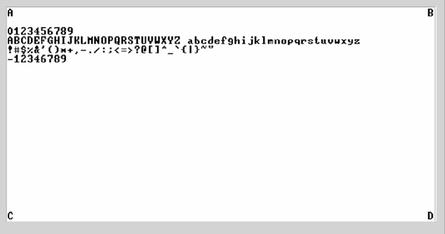 A B
0123456789
ABCDEFGHIJKLMNOPQRSTUVWXYZ abcdefghijklmnopqrstuvwxyz
!#$%&'()*+,-./:;<=>?@[]^_`{|}~"
-12346789
C D